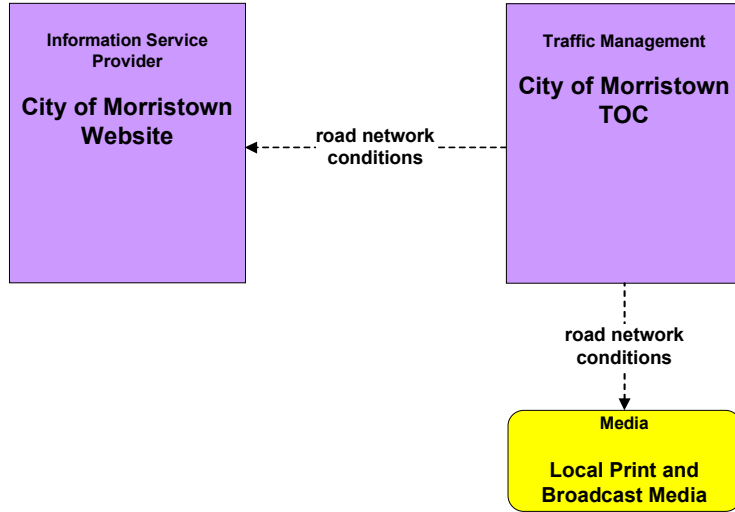 Information Service
Provider
City of Morristown
Website
road network
conditions
Traffic Management
City of Morristown
TOC
road network
conditions
Media
Local Print and
Broadcast Media